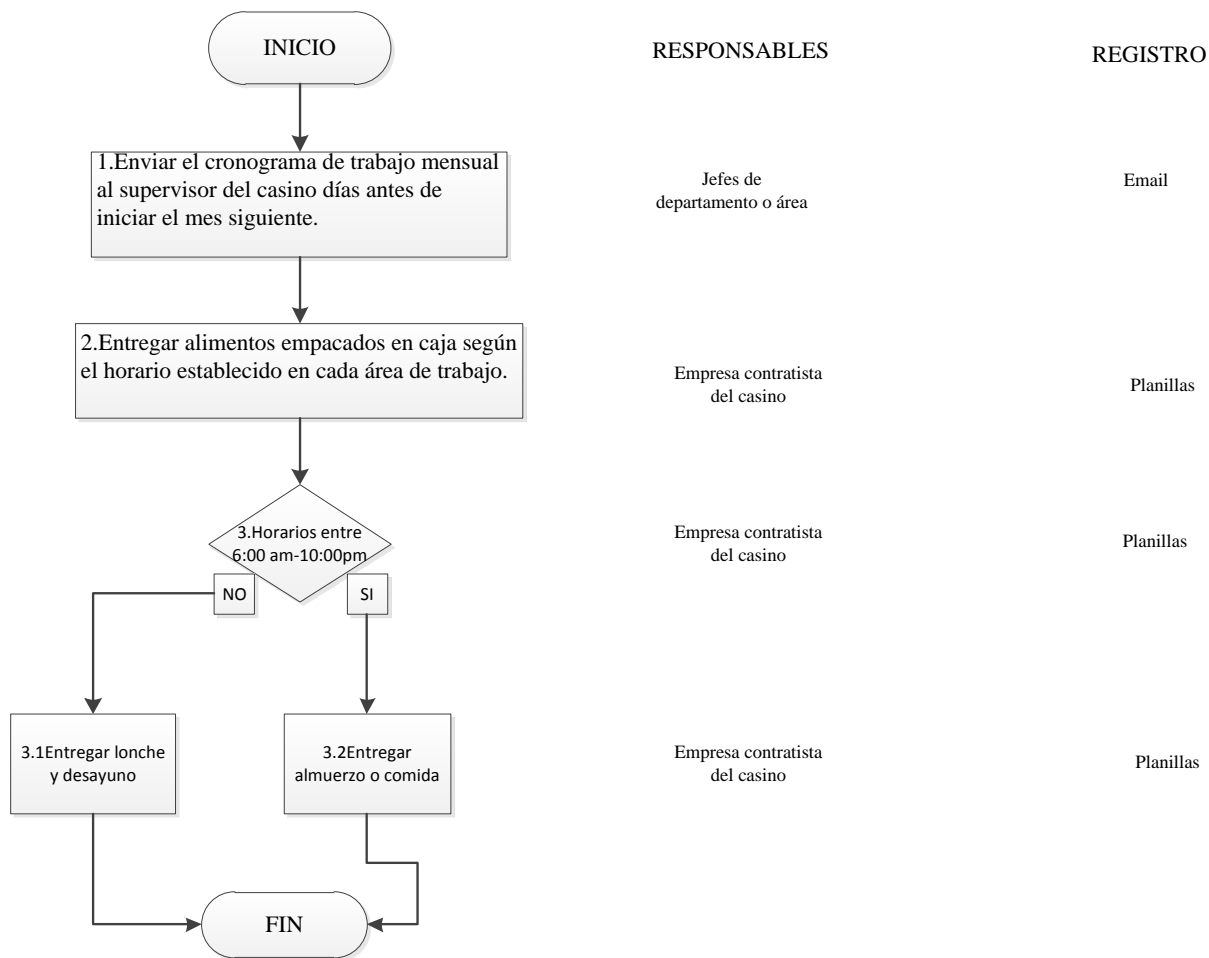 INICIO
RESPONSABLES
REGISTRO
1.Enviar el cronograma de trabajo mensual
al supervisor del casino días antes de
iniciar el mes siguiente.
Jefes de
departamento o área
Email
2.Entregar alimentos empacados en caja según
el horario establecido en cada área de trabajo.
Empresa contratista
del casino
Planillas
3.Horarios entre
6:00 am-10:00pm
Empresa contratista
del casino
Planillas
NO
SI
3.1Entregar lonche
y desayuno
3.2Entregar
almuerzo o comida
Empresa contratista
del casino
Planillas
FIN